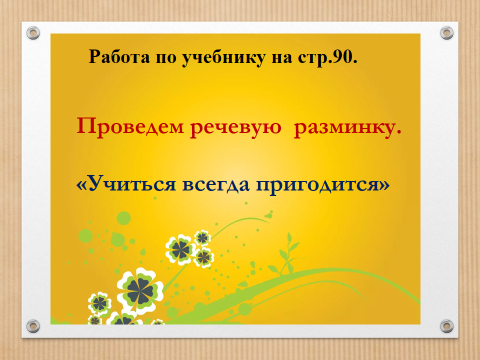 Работа по учебнику на стр.90.
Проведем речевую разминку.
«Учиться всегда пригодится»